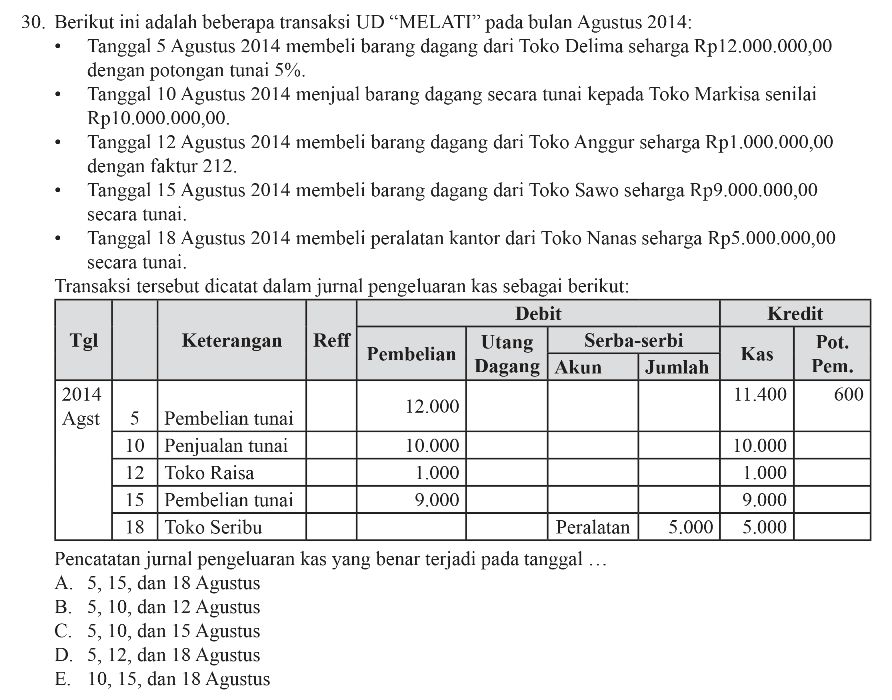 30. Berikut ini adalah beberapa transaksi UD “MELATI” pada bulan Agustus 2014:
• Tanggal 5 Agustus 2014 membeli barang dagang dari Toko Delima seharga Rp12.000.000,00
dengan potongan tunai 5%.
• Tanggal 10 Agustus 2014 menjual barang dagang secara tunai kepada Toko Markisa senilai
Rp10.000.000,00.
• Tanggal 12 Agustus 2014 membeli barang dagang dari Toko Anggur seharga Rp1.000.000,00
dengan faktur 212.
• Tanggal 15 Agustus 2014 membeli barang dagang dari Toko Sawo seharga Rp9.000.000,00
secara tunai.
• Tanggal 18 Agustus 2014 membeli peralatan kantor dari Toko Nanas seharga Rp5.000.000,00
secara tunai.
Transaksi tersebut dicatat dalam jurnal pengeluaran kas sebagai berikut:
Tgl Keterangan Reff Debit Kredit
Pembelian Utang Dagang Serba-serbi Kas Pot. Pem.
Akun Jumlah
2014 Agst 5 Pembelian tunai 12.000 11.400 600
10 Penjualan tunai 10.000 10.000
12 Toko Raisa 1.000 1.000
15 Pembelian tunai 9.000 9.000
18 Toko Seribu Peralatan 5.000 5.000
Pencatatan jurnal pengeluaran kas yang benar terjadi pada tanggal …
A. 5, 15, dan 18 Agustus
B. 5, 10, dan 12 Agustus
C. 5, 10, dan 15 Agustus
D. 5, 12, dan 18 Agustus
E. 10, 15, dan 18 Agustus